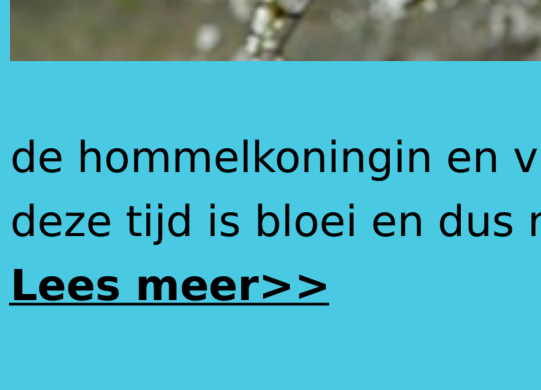 de hommelkoningin en
deze tijd is bloei en dus
Lees meer>>